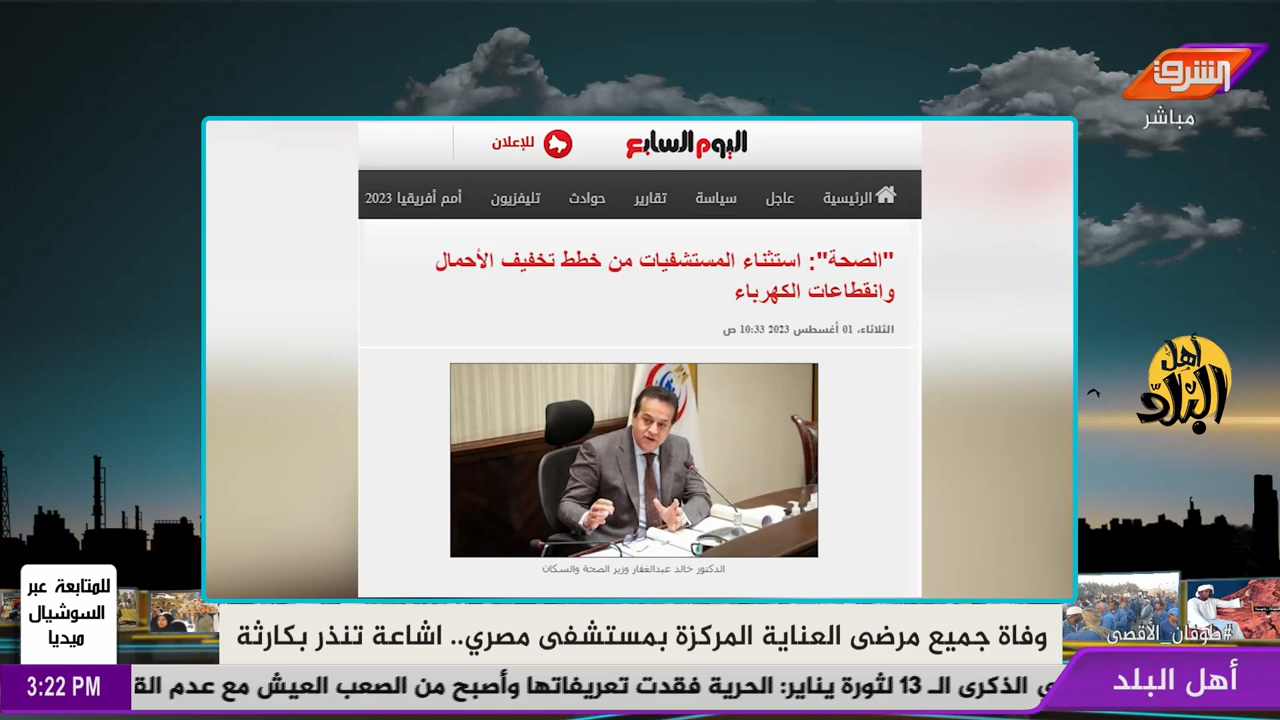 الشرق
مباشر
اليوم السابع
للإعلان
الرئيسية عاجل سياسة تقارير حوادث تليفزيون أمم أفريقيا 2023
"الصحة": استثناء المستشفيات من خطط تخفيف الأحمال
وانقطاعات الكهرباء
الثلاثاء، 01 أغسطس 2023 10:33 ص
الدكتور خالد عبدالغفار وزير الصحة والسكان
أهل
البلد
للمتابعة عبر
السوشيال
ميديا
وفاة جميع مرضى العناية المركزة بمستشفى مصري.. اشاعة تنذر بكارثة
#طوفان_الأقصى
أهل البلد
ى الذكرى الـ 13 لثورة يناير: الحرية فقدت تعريفاتها وأصبح من الصعب العيش مع عدم الق
3:22 PM